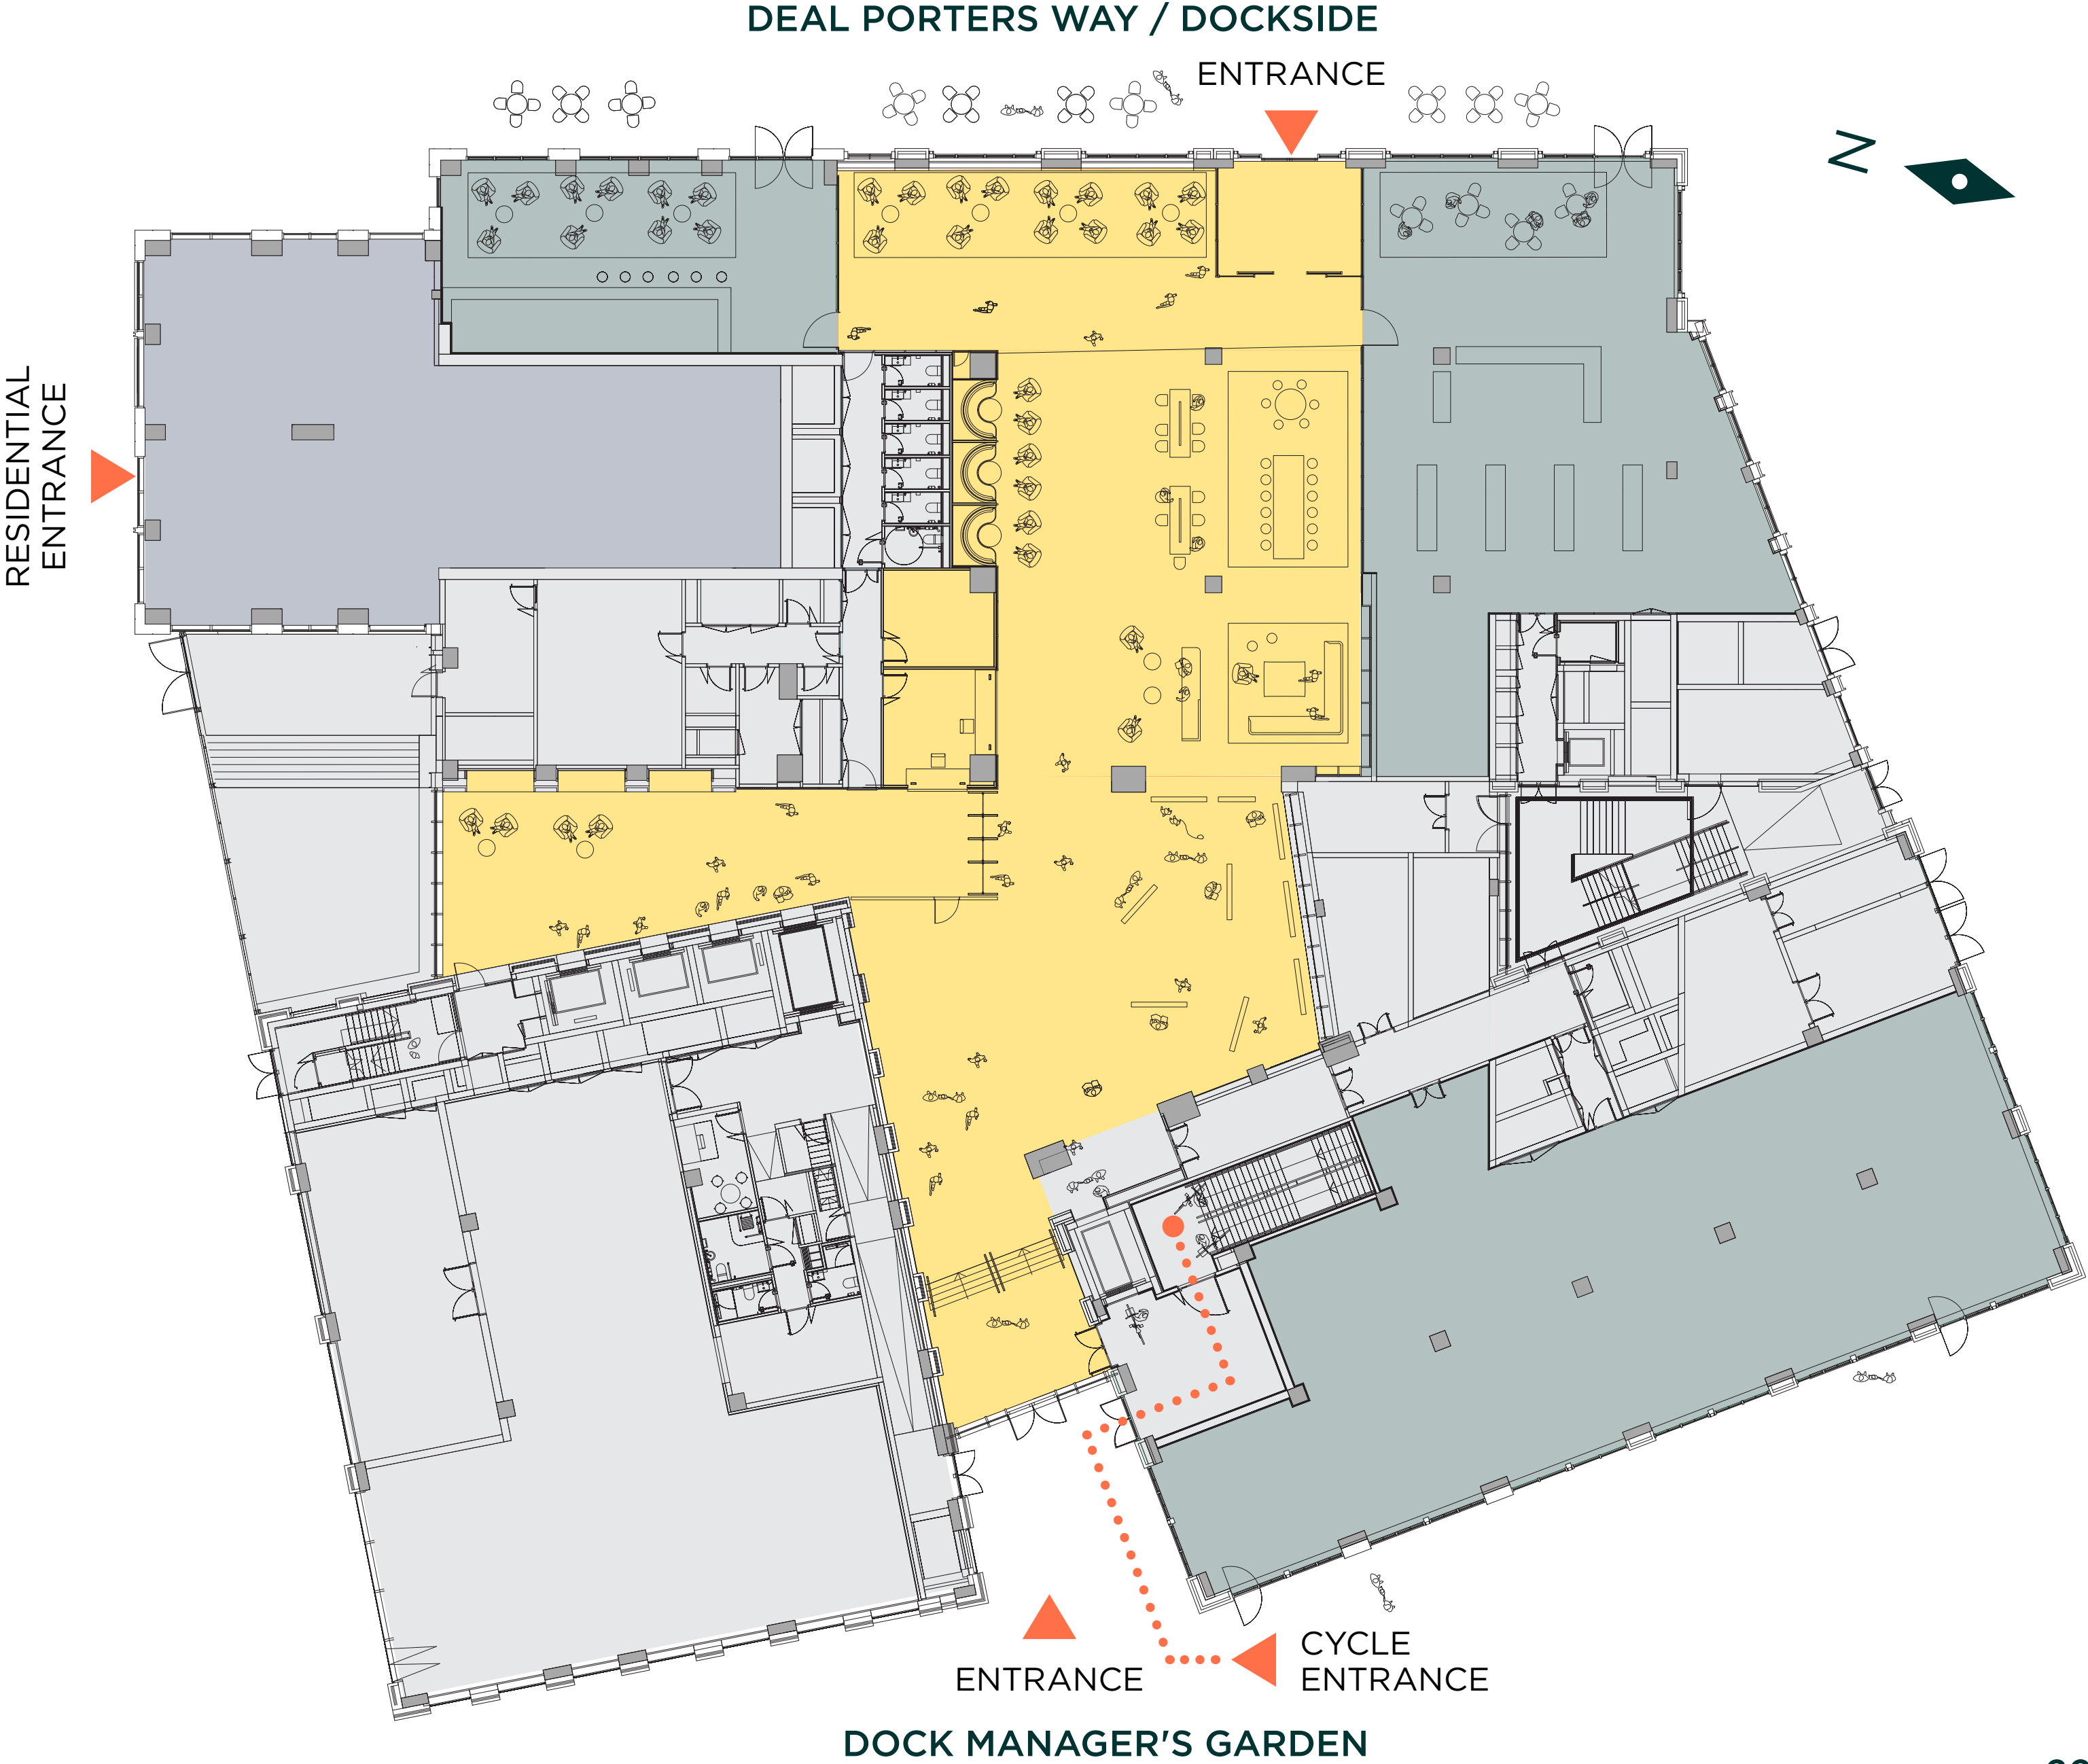 DEAL PORTERS WAY / DOCKSIDE
ENTRANCE
N
RESIDENTIAL
ENTRANCE
CYCLE
ENTRANCE
ENTRANCE
DOCK MANAGER'S GARDEN